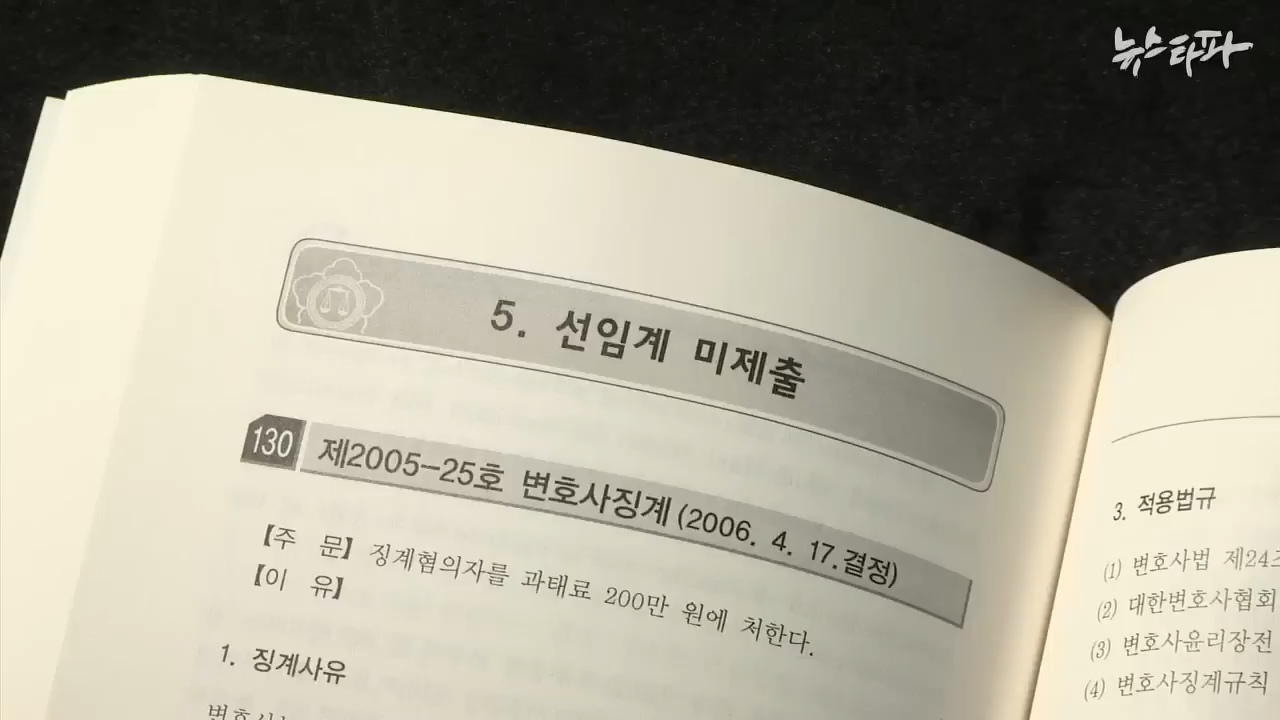 뉴스타파
5. 선임계 미제출
130 제2005-25호 변호사징계(2006. 4. 17.결정)
【주 문】 징계혐의자를 과태료 200만 원에 처한다.
【이 유】
1. 징계사유
변호사
3. 적용법규
(1) 변호사법 제24조
(2) 대한변호사협회
(3) 변호사윤리장전
(4) 변호사징계규칙